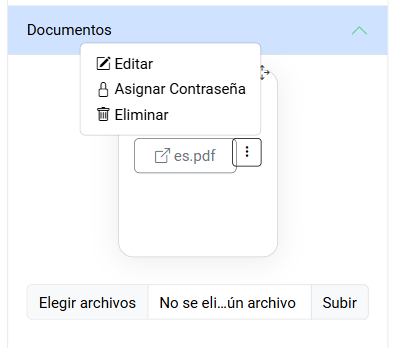 Documentos
Editar
Asignar Contraseña
Eliminar
es.pdf
Elegir archivos No se eli...ún archivo Subir